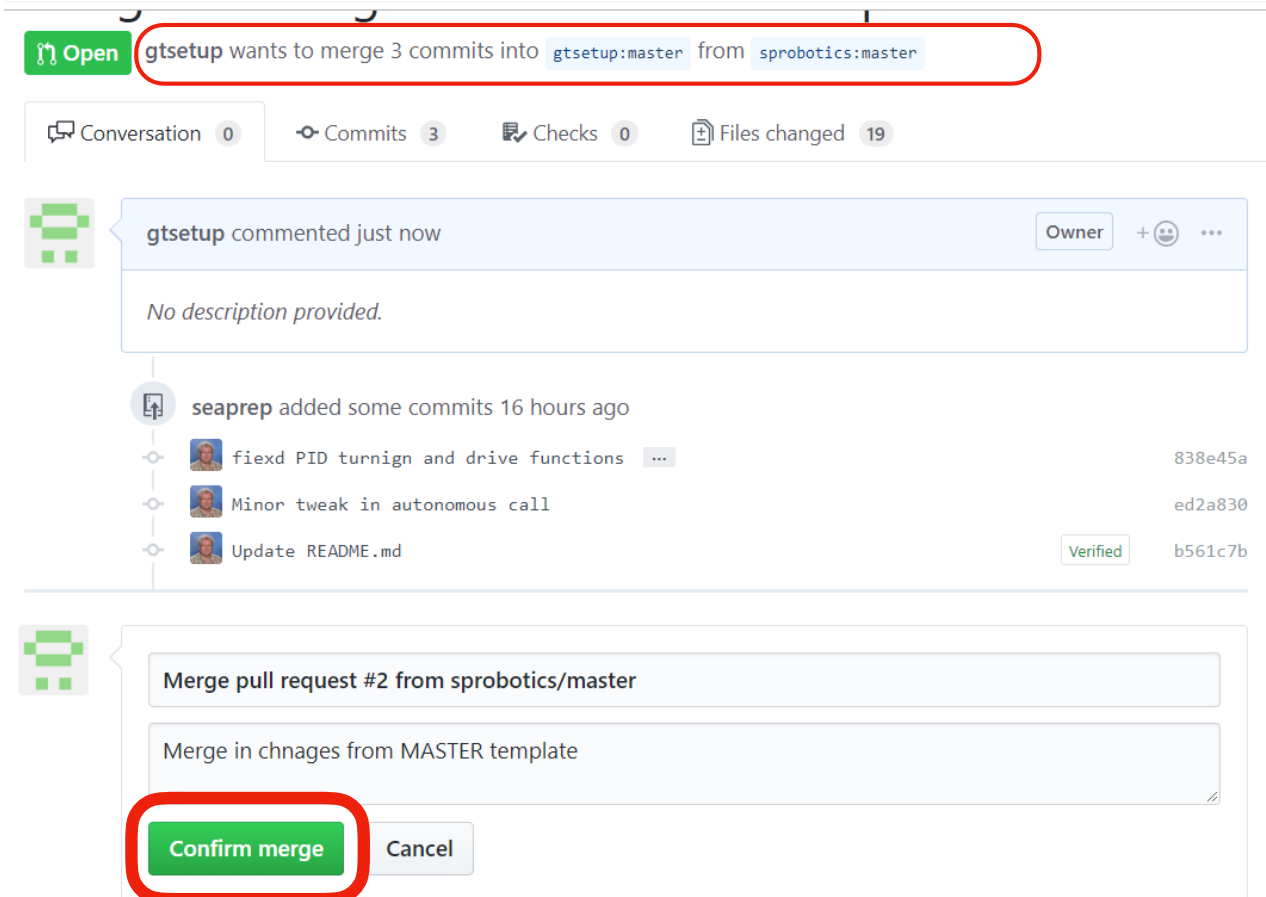 Open gtsetup wants to merge 3 commits into gtsetup:master from sprobotics:master
Conversation 0 Commits 3 Checks 0 Files changed 19
gtsetup commented just now Owner + ...
No description provided.
seaprep added some commits 16 hours ago
fiexd PID turnign and drive functions ... 838e45a
Minor tweak in autonomous call ed2a830
Update README.md Verified b561c7b
Merge pull request #2 from sprobotics/master
Merge in chnages from MASTER template
Confirm merge Cancel